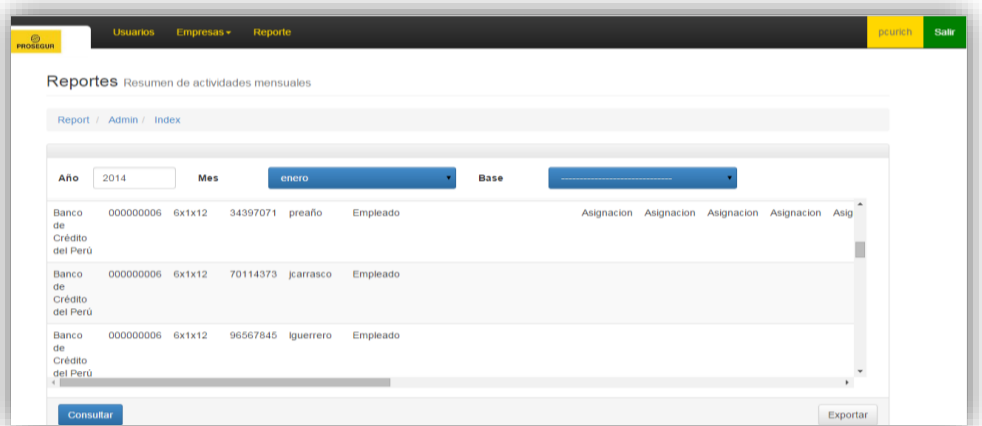 PROSEGUR
Usuarios Empresas Reporte pcurich Salir
Reportes Resumen de actividades mensuales
Report / Admin / Index
Año 2014 Mes enero Base --------------------------------
Banco de Crédito del Perú 000000006 6x1x12 34397071 preaño Empleado Asignacion Asignacion Asignacion Asignacion Asig
Banco de Crédito del Perú 000000006 6x1x12 70114373 jcarrasco Empleado
Banco de Crédito del Perú 000000006 6x1x12 96567845 lguerrero Empleado
Consultar Exportar